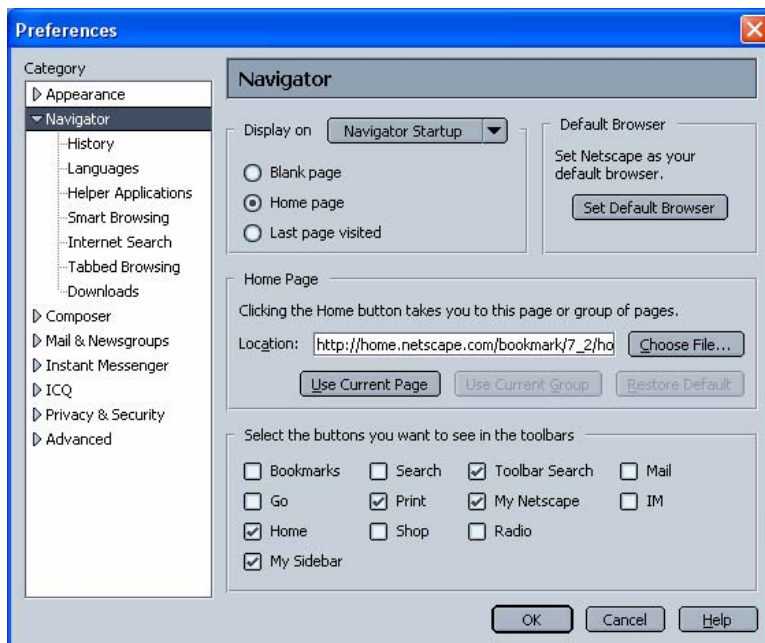 Preferences
Category
Appearance
Navigator
History
Languages
Helper Applications
Smart Browsing
Internet Search
Tabbed Browsing
Downloads
Composer
Mail & Newsgroups
Instant Messenger
ICQ
Privacy & Security
Advanced
Navigator
Display on Navigator Startup
Blank page
Home page
Last page visited
Default Browser
Set Netscape as your
default browser.
Set Default Browser
Home Page
Clicking the Home button takes you to this page or group of pages.
Location: http://home.netscape.com/bookmark/7_2/ho Choose File...
Use Current Page Use Current Group Restore Default
Select the buttons you want to see in the toolbars
Bookmarks Search Toolbar Search Mail
Go Print My Netscape IM
Home Shop Radio
My Sidebar
OK Cancel Help